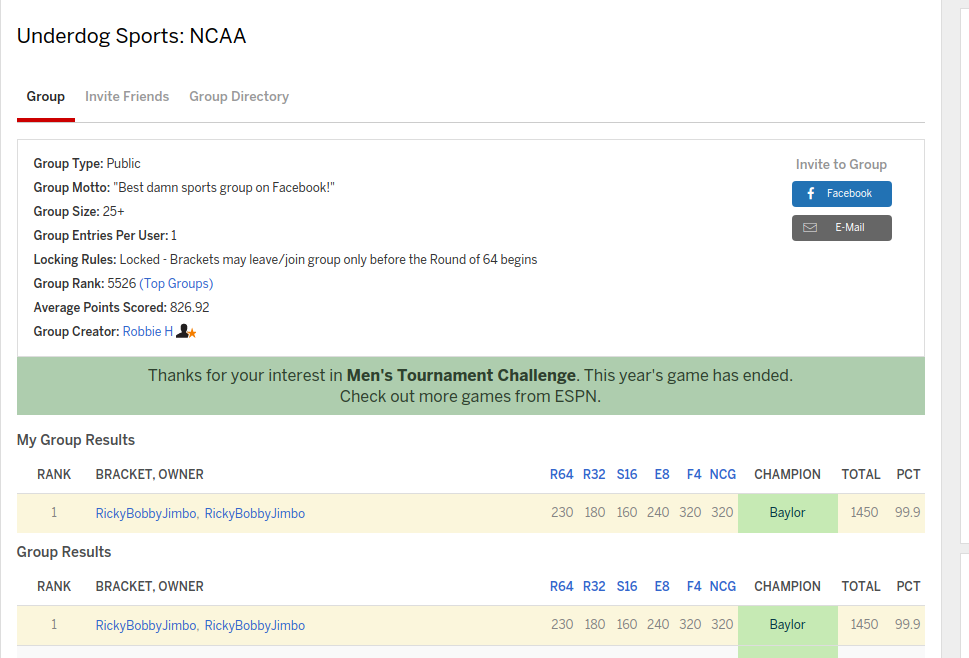 Underdog Sports: NCAA
Group Invite Friends Group Directory
Group Type: Public
Group Motto: "Best damn sports group on Facebook!"
Group Size: 25+
Group Entries Per User: 1
Locking Rules: Locked - Brackets may leave/join group only before the Round of 64 begins
Group Rank: 5526 (Top Groups)
Average Points Scored: 826.92
Group Creator: Robbie H
Invite to Group
Facebook
E-Mail
Thanks for your interest in Men's Tournament Challenge. This year's game has ended.
Check out more games from ESPN.
My Group Results
RANK BRACKET, OWNER R64 R32 S16 E8 F4 NCG CHAMPION TOTAL PCT
1 RickyBobbyJimbo, RickyBobbyJimbo 230 180 160 240 320 320 Baylor 1450 99.9
Group Results
RANK BRACKET, OWNER R64 R32 S16 E8 F4 NCG CHAMPION TOTAL PCT
1 RickyBobbyJimbo, RickyBobbyJimbo 230 180 160 240 320 320 Baylor 1450 99.9